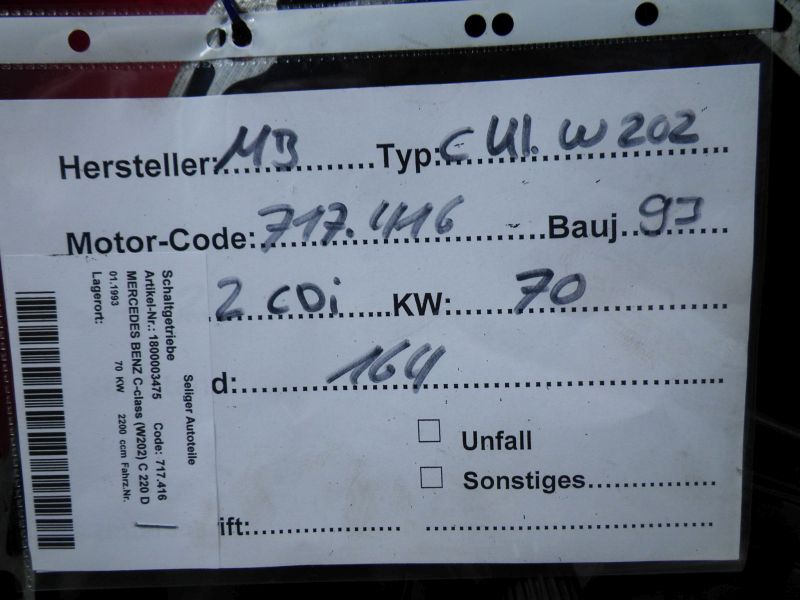 Hersteller: MB Typ: C Kl. W202
Motor-Code: 717.416 Bauj. 93
2 CDi KW: 70
d: 164
Unfall
Sonstiges
ift:
Seliger Autoteile
Schaltgetriebe
Artikel-Nr.: 1800003475 Code: 717.416
MERCEDES BENZ C-class (W202) C 220 D
01.1993 70 KW 2200 ccm Fahrz.Nr.
Lagerort: